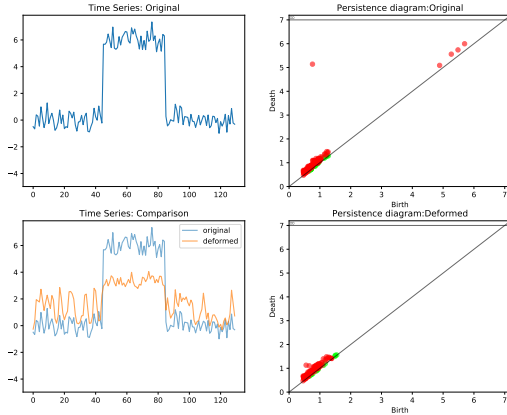 Time Series: Original
6
4
2
0
−2
−4
0 20 40 60 80 100 120
Persistence diagram:Original
Death
7
6
5
4
3
2
1
0
0 1 2 3 4 5 6 7
Birth
Time Series: Comparison
original
deformed
6
4
2
0
−2
−4
0 20 40 60 80 100 120
Persistence diagram:Deformed
Death
7
6
5
4
3
2
1
0
0 1 2 3 4 5 6 7
Birth